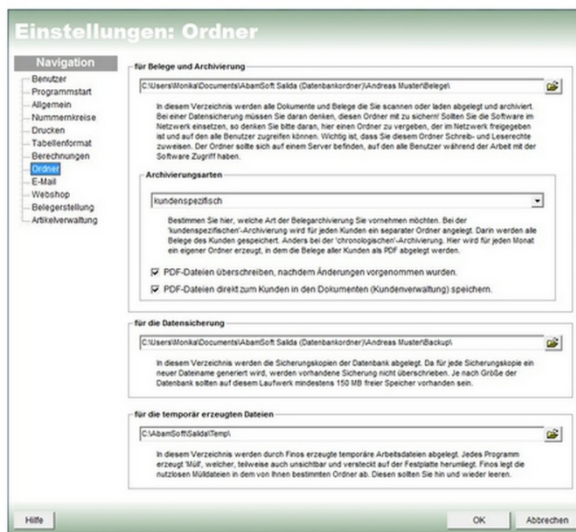 Einstellungen: Ordner
Navigation
Benutzer
Programmstart
Allgemein
Nummernkreise
Drucken
Tabellenformat
Berechnungen
Ordner
E-Mail
Webshop
Belegerstellung
Artikelverwaltung
für Belege und Archivierung
C:\Users\Monika\Documents\AbamSoft Salida (Datenbankordner)\Andreas Muster\Belege\
In diesem Verzeichnis werden alle Dokumente und Belege die Sie scannen oder laden abgelegt und archiviert.
Bei einer Datensicherung müssen Sie daran denken, diesen Ordner mit zu sichern! Sollten Sie die Software im
Netzwerk einsetzen, so denken Sie bitte daran, hier einen Ordner zu vergeben, der im Netzwerk freigegeben
ist und auf den alle Benutzer zugreifen können. Wichtig ist, dass Sie diesem Ordner Schreib- und Leserechte
zuweisen. Der Ordner sollte sich auf einem Server befinden, auf den alle Benutzer während der Arbeit mit der
Software Zugriff haben.
Archivierungsarten
kundenspezifisch
Bestimmen Sie hier, welche Art der Belegarchivierung Sie vornehmen möchten. Bei der
'kundenspezifischen'-Archivierung wird für jeden Kunden ein separater Ordner angelegt. Darin werden alle
Belege des Kunden gespeichert. Anders bei der 'chronologischen'-Archivierung. Hier wird für jeden Monat
ein eigener Ordner erzeugt, in dem die Belege aller Kunden als PDF abgelegt werden.
PDF-Dateien überschreiben, nachdem Änderungen vorgenommen wurden.
PDF-Dateien direkt zum Kunden in den Dokumenten (Kundenverwaltung) speichern.
für die Datensicherung
C:\Users\Monika\Documents\AbamSoft Salida (Datenbankordner)\Andreas Muster\Backup\
In diesem Verzeichnis werden die Sicherungskopien der Datenbank abgelegt. Da für jede Sicherungskopie ein
neuer Dateiname generiert wird, werden vorhandene Sicherung nicht überschrieben. Je nach Größe der
Datenbank sollten auf diesem Laufwerk mindestens 150 MB freier Speicher vorhanden sein.
für die temporär erzeugten Dateien
C:\AbamSoft\Salida\Temp\
In diesem Verzeichnis werden durch Finos erzeugte temporäre Arbeitsdateien abgelegt. Jedes Programm
erzeugt 'Müll', welcher, teilweise auch unsichtbar und versteckt auf der Festplatte herumliegt. Finos legt die
nutzlosen Mülldateien in dem von Ihnen bestimmten Ordner ab. Diesen sollten Sie hin und wieder leeren.
Hilfe
OK
Abbrechen